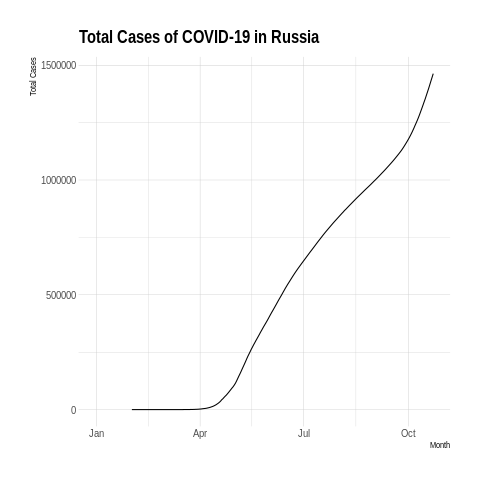 Total Cases of COVID-19 in Russia
Total Cases
1500000
1000000
500000
0
Jan Apr Jul Oct
Month